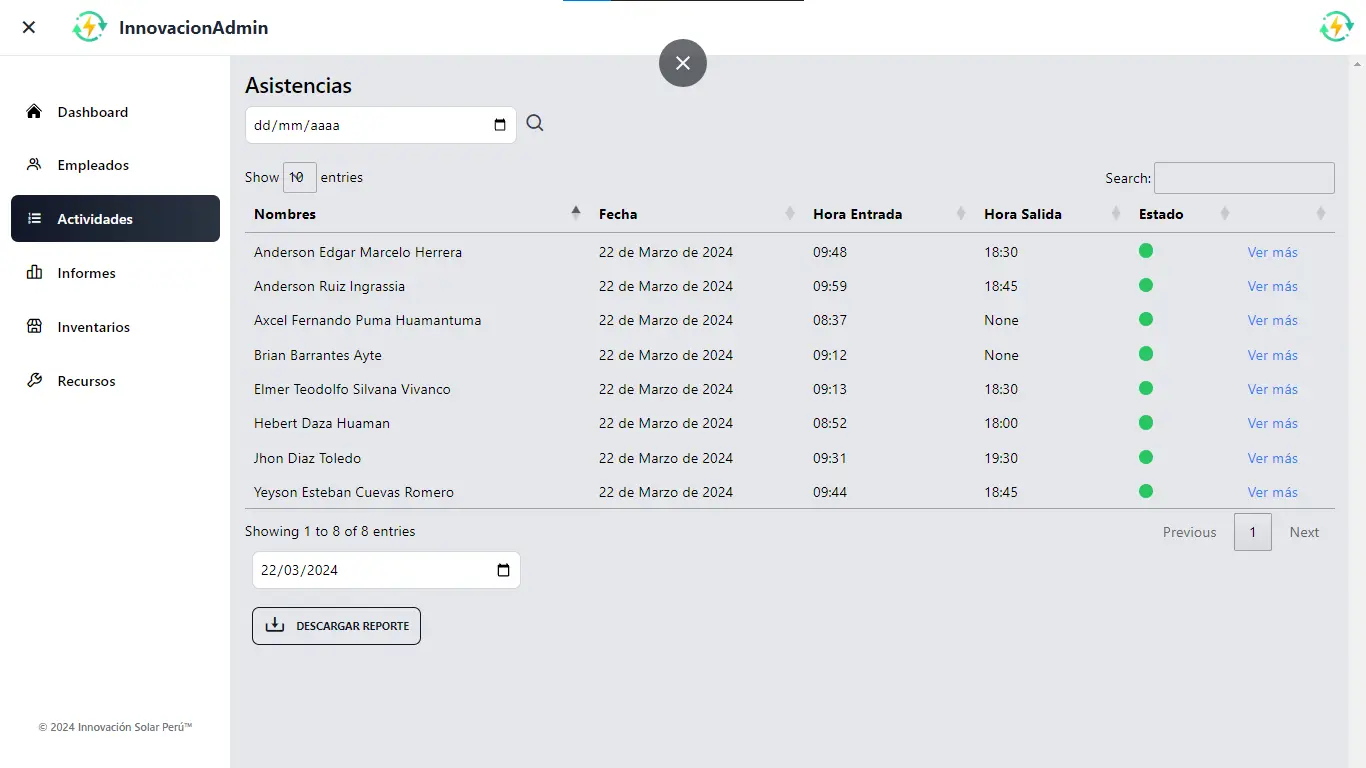 InnovacionAdmin
Dashboard
Empleados
Actividades
Informes
Inventarios
Recursos
© 2024 Innovación Solar Perú™
Asistencias
dd/mm/aaaa
Show 10 entries
Search:
Nombres Fecha Hora Entrada Hora Salida Estado
Anderson Edgar Marcelo Herrera 22 de Marzo de 2024 09:48 18:30 Ver más
Anderson Ruiz Ingrassia 22 de Marzo de 2024 09:59 18:45 Ver más
Axcel Fernando Puma Huamantuma 22 de Marzo de 2024 08:37 None Ver más
Brian Barrantes Ayte 22 de Marzo de 2024 09:12 None Ver más
Elmer Teodolfo Silvana Vivanco 22 de Marzo de 2024 09:13 18:30 Ver más
Hebert Daza Huaman 22 de Marzo de 2024 08:52 18:00 Ver más
Jhon Diaz Toledo 22 de Marzo de 2024 09:31 19:30 Ver más
Yeyson Esteban Cuevas Romero 22 de Marzo de 2024 09:44 18:45 Ver más
Showing 1 to 8 of 8 entries
Previous 1 Next
22/03/2024
DESCARGAR REPORTE